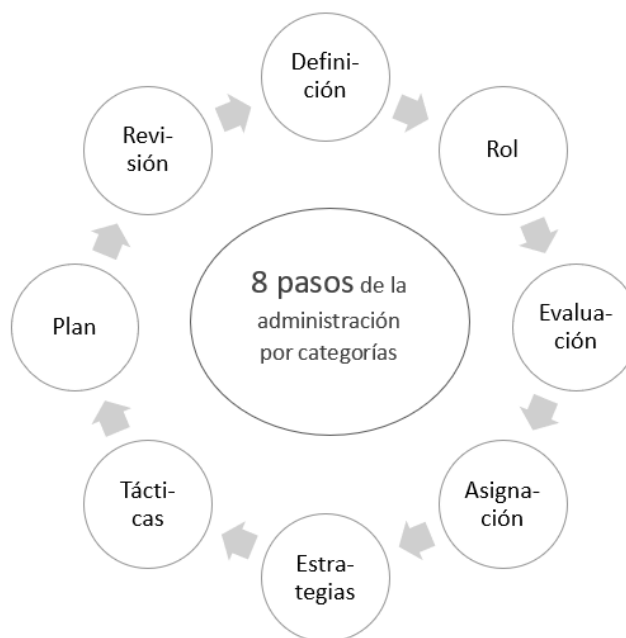 Defini-
ción
Rol
Evalua-
ción
Asigna-
ción
Estra-
tegias
Tácti-
cas
Plan
Revi-
sión
8 pasos de la
administración
por categorías